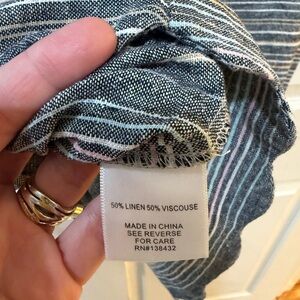 50% LINEN 50% VISCOUSE
MADE IN CHINA
SEE REVERSE
FOR CARE
RN#138432